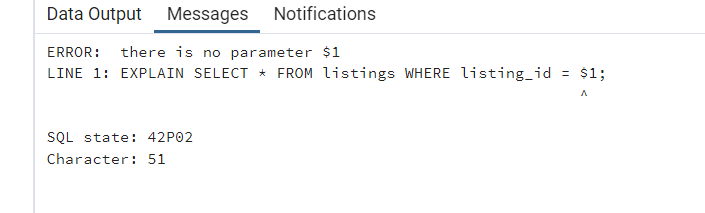 Data Output Messages Notifications
ERROR:  there is no parameter $1
LINE 1: EXPLAIN SELECT * FROM listings WHERE listing_id = $1;
^
SQL state: 42P02
Character: 51